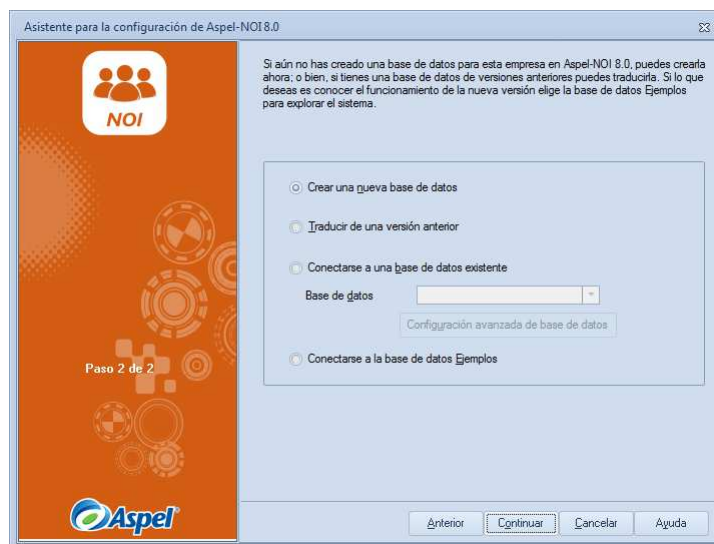 Asistente para la configuración de Aspel-NOI 8.0
NOI
Si aún no has creado una base de datos para esta empresa en Aspel-NOI 8.0, puedes crearla
ahora; o bien, si tienes una base de datos de versiones anteriores puedes traducirla. Si lo que
deseas es conocer el funcionamiento de la nueva versión elige la base de datos Ejemplos
para explorar el sistema.
Crear una nueva base de datos
Traducir de una versión anterior
Conectarse a una base de datos existente
Base de datos
Configuración avanzada de base de datos
Conectarse a la base de datos Ejemplos
Paso 2 de 2
Aspel
Anterior Continuar Cancelar Ayuda